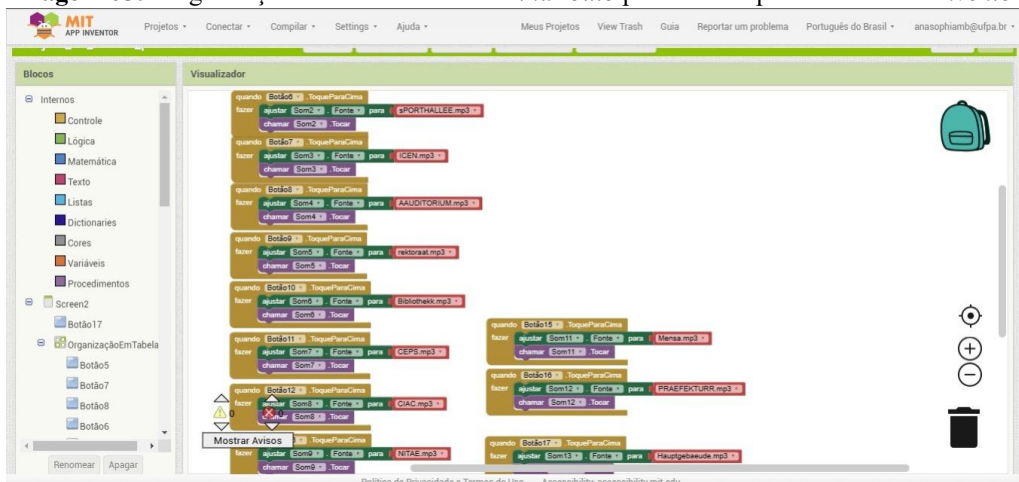 MIT
APP INVENTOR
Projetos
Conectar
Compilar
Settings
Ajuda
Meus Projetos
View Trash
Guia
Reportar um problema
Português do Brasil
anasophiamb@ufpa.br
Blocos
Visualizador
Internos
Controle
Lógica
Matemática
Texto
Listas
Dictionaries
Cores
Variáveis
Procedimentos
Screen2
Botão17
OrganizaçãoEmTabela
Botão5
Botão7
Botão8
Botão6
Renomear
Apagar
quando Botão6 .ToqueParaCima
fazer ajustar Som2 . Fonte para sPORTHALLEE.mp3
chamar Som2 .Tocar
quando Botão7 .ToqueParaCima
fazer ajustar Som3 . Fonte para ICEN.mp3
chamar Som3 .Tocar
quando Botão8 .ToqueParaCima
fazer ajustar Som4 . Fonte para AAUDITORIUM.mp3
chamar Som4 .Tocar
quando Botão9 .ToqueParaCima
fazer ajustar Som5 . Fonte para rektoraat.mp3
chamar Som5 .Tocar
quando Botão10 .ToqueParaCima
fazer ajustar Som6 . Fonte para Bibliothekk.mp3
chamar Som6 .Tocar
quando Botão11 .ToqueParaCima
fazer ajustar Som7 . Fonte para CEPS.mp3
chamar Som7 .Tocar
quando Botão12 .ToqueParaCima
fazer ajustar Som8 . Fonte para CIAC.mp3
chamar Som8 .Tocar
.ToqueParaCima
fazer ajustar Som9 . Fonte para NITAE.mp3
chamar Som9 .Tocar
quando Botão15 .ToqueParaCima
fazer ajustar Som11 . Fonte para Mensa.mp3
chamar Som11 .Tocar
quando Botão16 .ToqueParaCima
fazer ajustar Som12 . Fonte para PRAEFEKTURR.mp3
chamar Som12 .Tocar
quando Botão17 .ToqueParaCima
fazer ajustar Som13 . Fonte para Hauptgebaeude.mp3
0
0
Mostrar Avisos